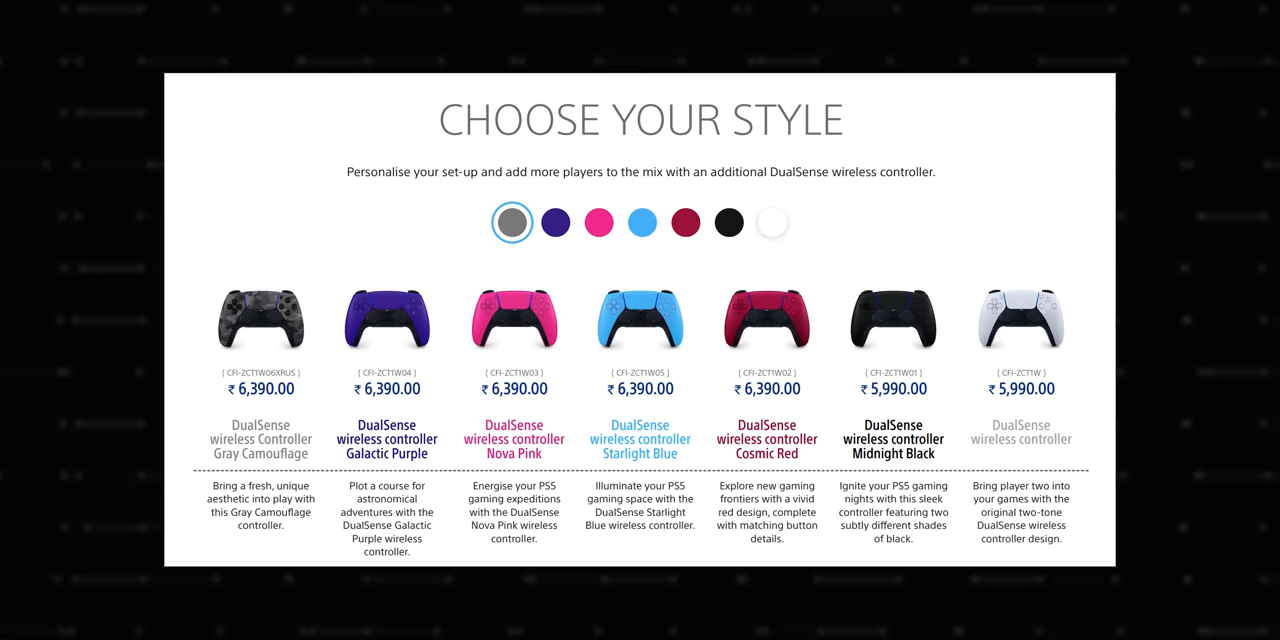 CHOOSE YOUR STYLE
Personalise your set-up and add more players to the mix with an additional DualSense wireless controller.
( CFI-ZCT1W06XRUS )
₹ 6,390.00
DualSense
wireless Controller
Gray Camouflage
Bring a fresh, unique
aesthetic into play with
this Gray Camouflage
controller.
( CFI-ZCT1W04 )
₹ 6,390.00
DualSense
wireless controller
Galactic Purple
Plot a course for
astronomical
adventures with the
DualSense Galactic
Purple wireless
controller.
( CFI-ZCT1W03 )
₹ 6,390.00
DualSense
wireless controller
Nova Pink
Energise your PS5
gaming expeditions
with the DualSense
Nova Pink wireless
controller.
( CFI-ZCT1W05 )
₹ 6,390.00
DualSense
wireless controller
Starlight Blue
Illuminate your PS5
gaming space with the
DualSense Starlight
Blue wireless controller.
( CFI-ZCT1W02 )
₹ 6,390.00
DualSense
wireless controller
Cosmic Red
Explore new gaming
frontiers with a vivid
red design, complete
with matching button
details.
( CFI-ZCT1W01 )
₹ 5,990.00
DualSense
wireless controller
Midnight Black
Ignite your PS5 gaming
nights with this sleek
controller featuring two
subtly different shades
of black.
( CFI-ZCT1W )
₹ 5,990.00
DualSense
wireless controller
Bring player two into
your games with the
original two-tone
DualSense wireless
controller design.